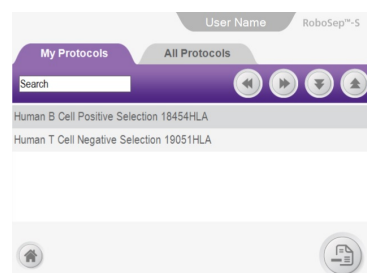 User Name
RoboSep™-S
My Protocols
All Protocols
Search
Human B Cell Positive Selection 18454HLA
Human T Cell Negative Selection 19051HLA